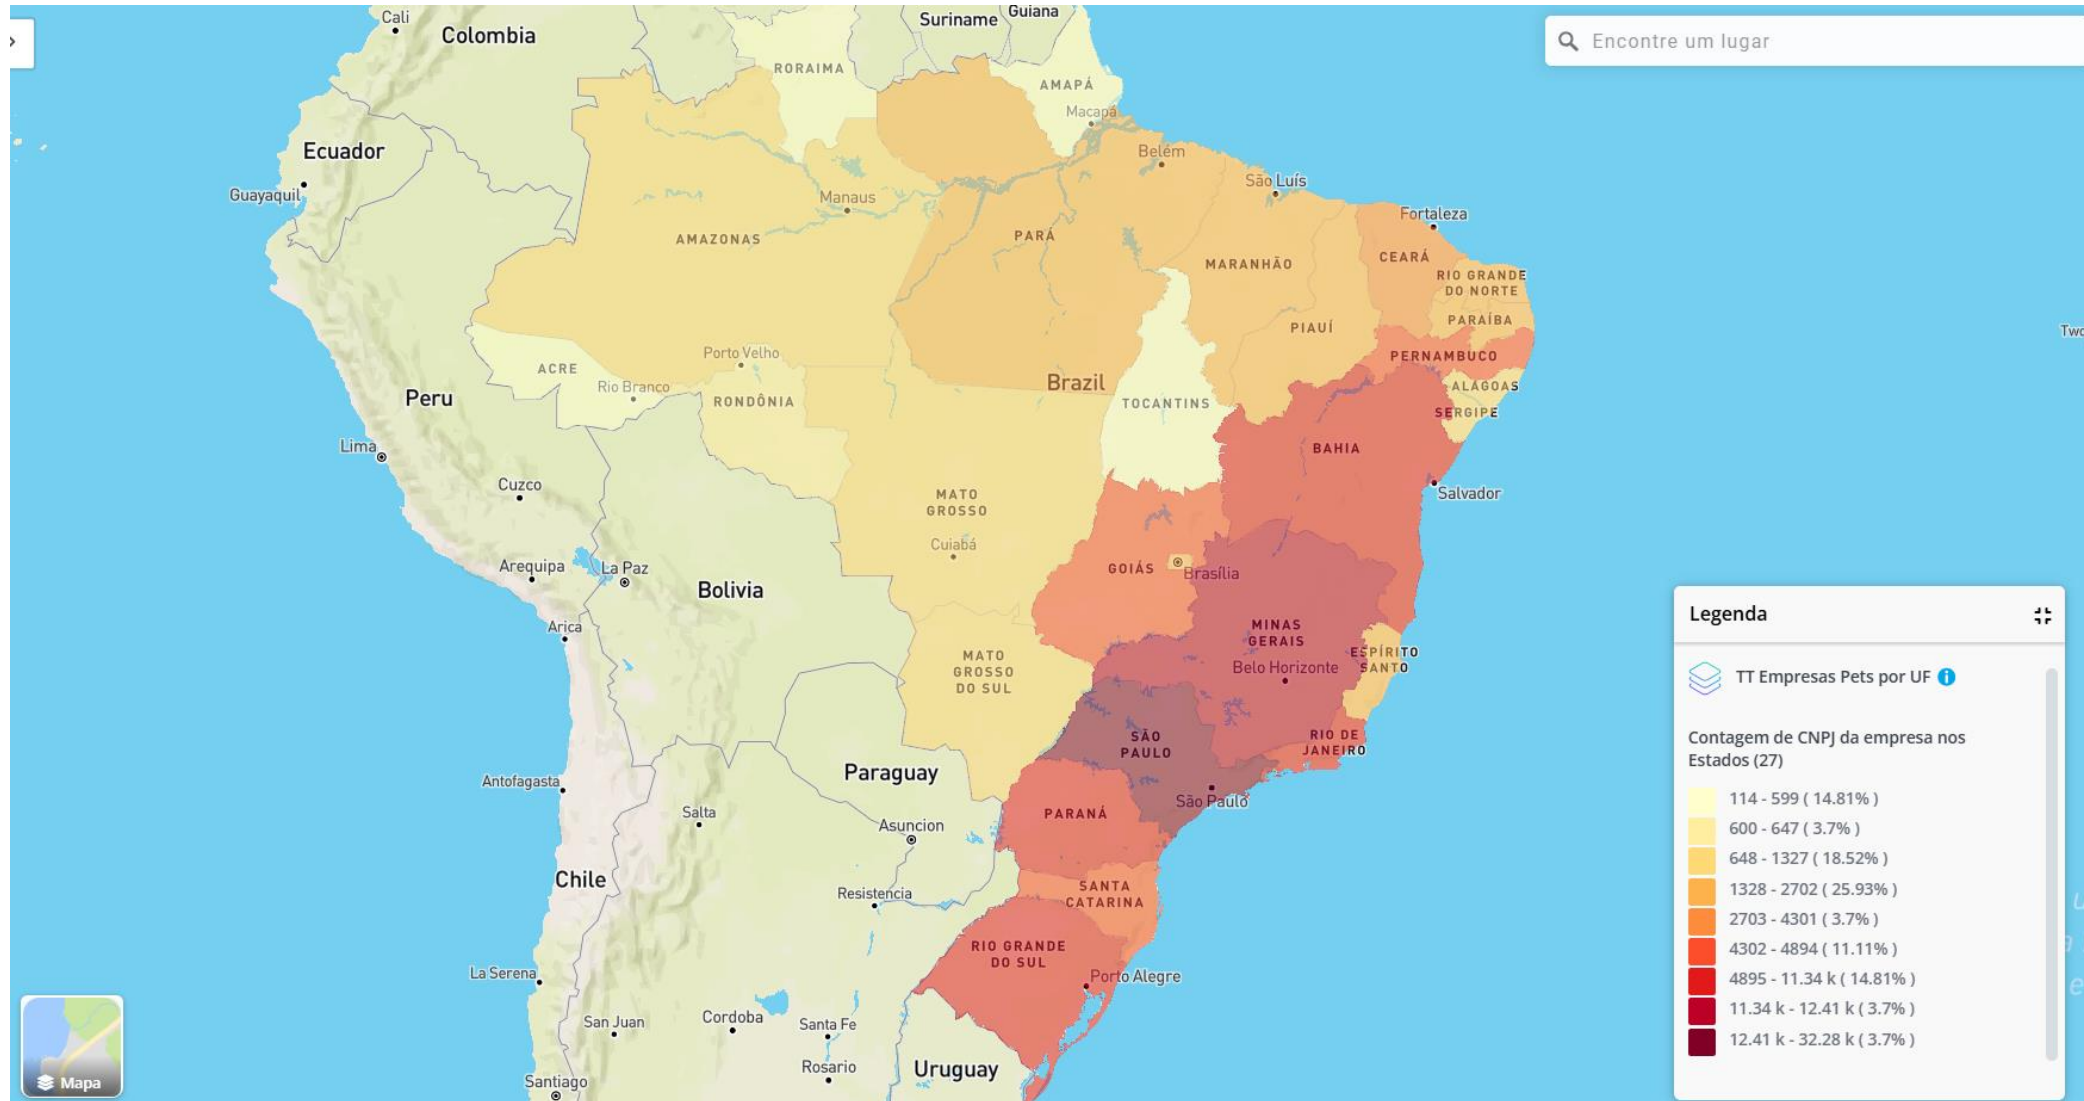 Cali
Colombia
Suriname
Guiana
Encontre um lugar
RORAIMA
AMAPÁ
Macapá
Ecuador
Guayaquil
Belém
São Luís
Manaus
Fortaleza
AMAZONAS
PARÁ
MARANHÃO
CEARÁ
RIO GRANDE
DO NORTE
PARAÍBA
PIAUÍ
PERNAMBUCO
Porto Velho
ACRE
Rio Branco
RONDÔNIA
Brazil
TOCANTINS
ALAGOAS
SERGIPE
Peru
Lima
BAHIA
Cuzco
Salvador
MATO
GROSSO
Cuiabá
Arequipa
La Paz
Bolivia
GOIÁS
Brasília
Arica
MINAS
GERAIS
Belo Horizonte
ESPÍRITO
SANTO
MATO
GROSSO
DO SUL
SÃO
PAULO
RIO DE
JANEIRO
Paraguay
Antofagasta
São Paulo
Salta
Asuncion
PARANÁ
Chile
Resistencia
SANTA
CATARINA
RIO GRANDE
DO SUL
La Serena
Porto Alegre
San Juan
Cordoba
Santa Fe
Rosario
Uruguay
Santiago
Mapa
Legenda
TT Empresas Pets por UF
Contagem de CNPJ da empresa nos
Estados (27)
114 - 599 ( 14.81% )
600 - 647 ( 3.7% )
648 - 1327 ( 18.52% )
1328 - 2702 ( 25.93% )
2703 - 4301 ( 3.7% )
4302 - 4894 ( 11.11% )
4895 - 11.34 k ( 14.81% )
11.34 k - 12.41 k ( 3.7% )
12.41 k - 32.28 k ( 3.7% )